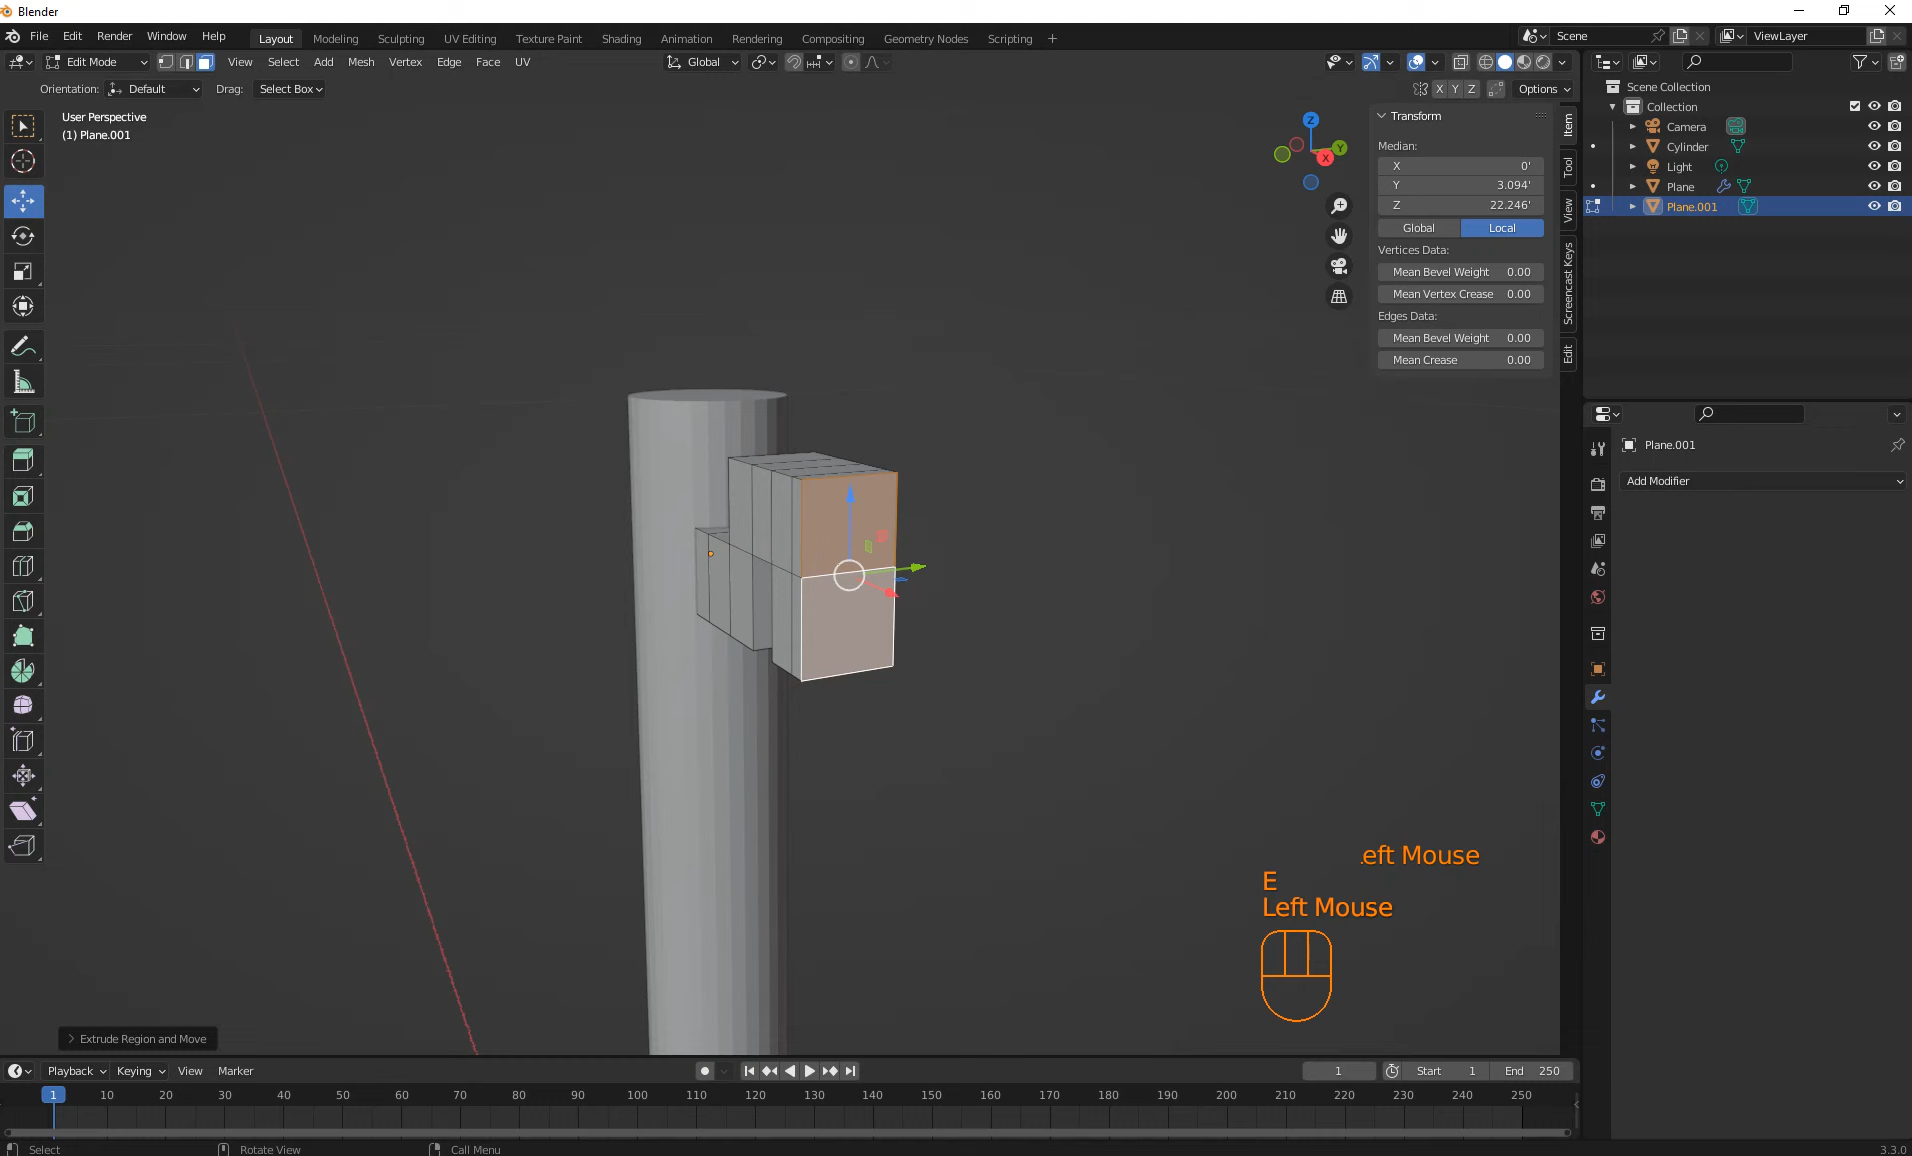 Blender
File Edit Render Window Help Layout Modeling Sculpting UV Editing Texture Paint Shading Animation Rendering Compositing Geometry Nodes Scripting + Scene ViewLayer
Edit Mode View Select Add Mesh Vertex Edge Face UV Global
Orientation: Default Drag: Select Box X Y Z Options
User Perspective
(1) Plane.001
Z
Y
X
Transform
Median:
X 0'
Y 3.094'
Z 22.246'
Global Local
Vertices Data:
Mean Bevel Weight 0.00
Mean Vertex Crease 0.00
Edges Data:
Mean Bevel Weight 0.00
Mean Crease 0.00
Item
Tool
View
Screencast Keys
Edit
Scene Collection
Collection
Camera
Cylinder
Light
Plane
Plane.001
Plane.001
Add Modifier
eft Mouse
E
Left Mouse
Extrude Region and Move
Playback Keying View Marker 1 Start 1 End 250
1 10 20 30 40 50 60 70 80 90 100 110 120 130 140 150 160 170 180 190 200 210 220 230 240 250
Select Rotate View Call Menu 3.3.0